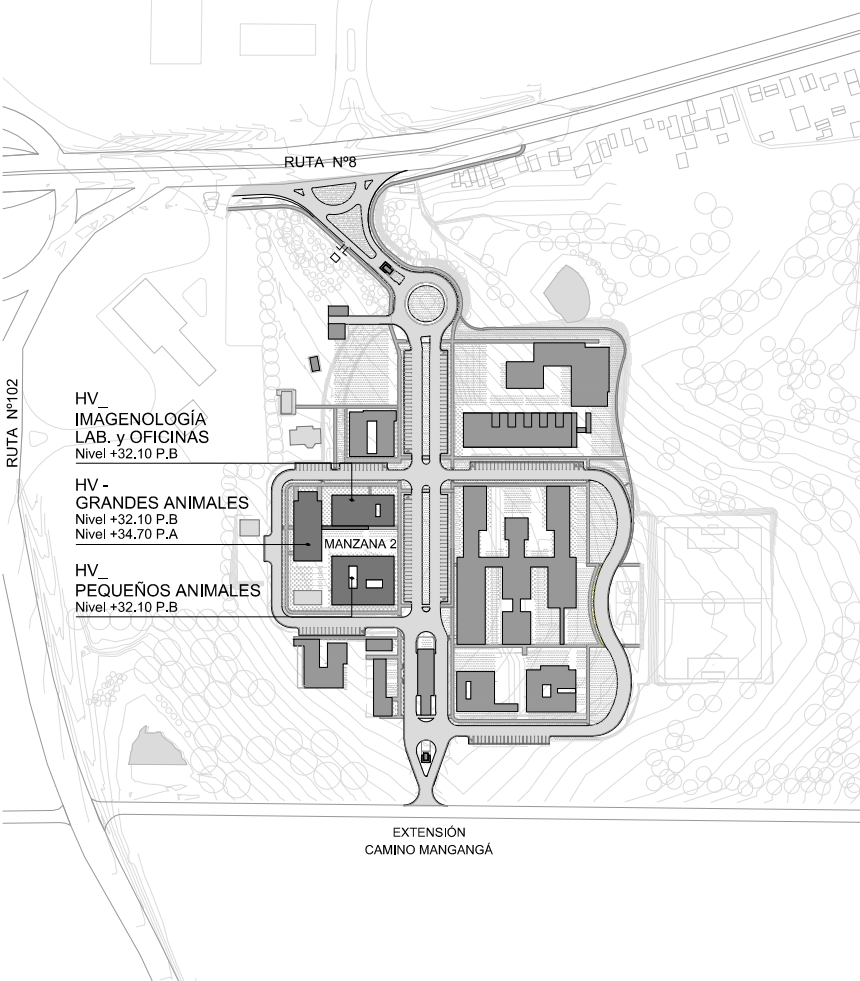 RUTA Nº8
RUTA Nº102
HV_
IMAGENOLOGÍA
LAB. y OFICINAS
Nivel +32.10 P.B
HV -
GRANDES ANIMALES
Nivel +32.10 P.B
Nivel +34.70 P.A
MANZANA 2
HV_
PEQUEÑOS ANIMALES
Nivel +32.10 P.B
EXTENSIÓN
CAMINO MANGANGÁ